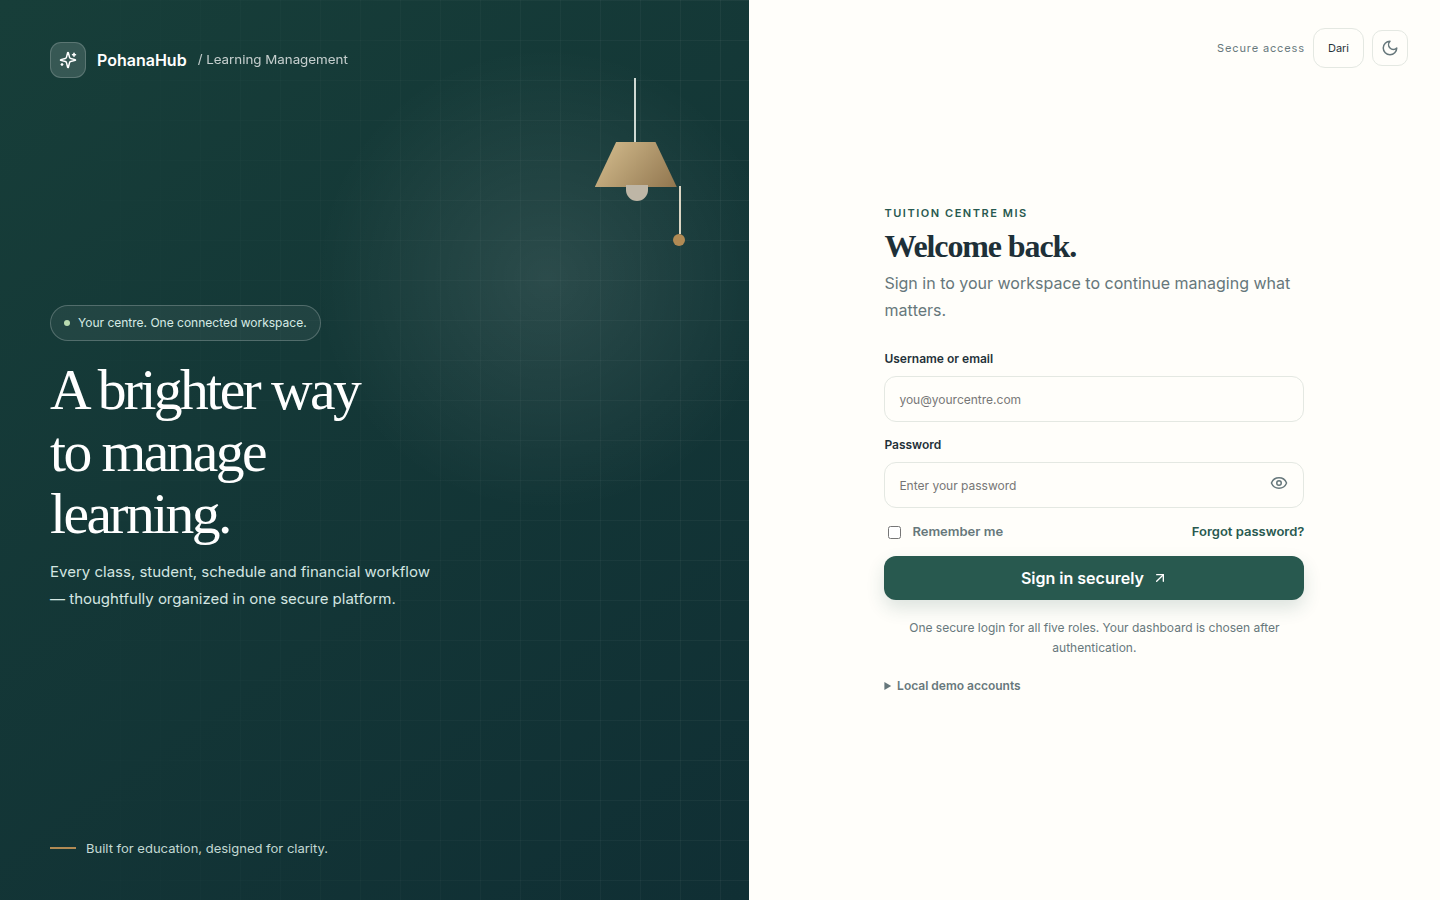 PohanaHub / Learning Management
Your centre. One connected workspace.
A brighter way
to manage
learning.
Every class, student, schedule and financial workflow
— thoughtfully organized in one secure platform.
Built for education, designed for clarity.
Secure access
Dari
TUITION CENTRE MIS
Welcome back.
Sign in to your workspace to continue managing what
matters.
Username or email
you@yourcentre.com
Password
Enter your password
Remember me
Forgot password?
Sign in securely
One secure login for all five roles. Your dashboard is chosen after
authentication.
Local demo accounts